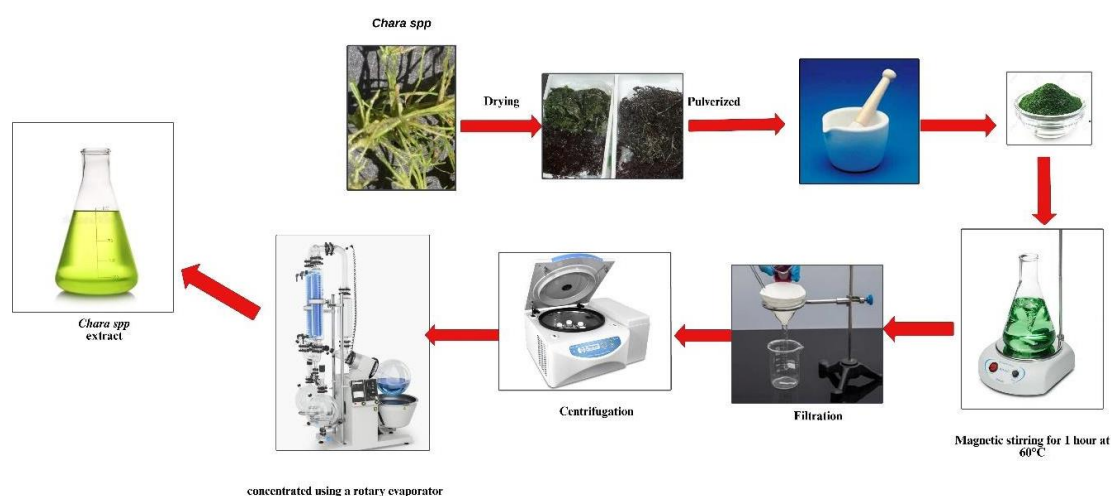 Chara spp
Drying
Pulverized
Magnetic stirring for 1 hour at
60°C
Filtration
Centrifugation
concentrated using a rotary evaporator
Chara spp
extract